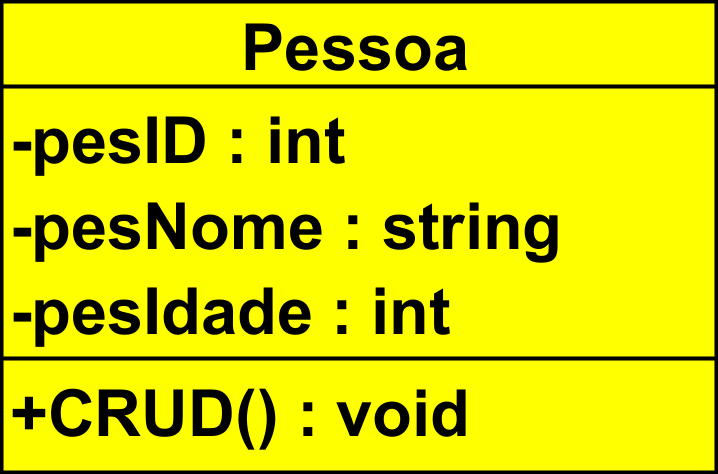 Pessoa
-pesID : int
-pesNome : string
-pesIdade : int
+CRUD() : void